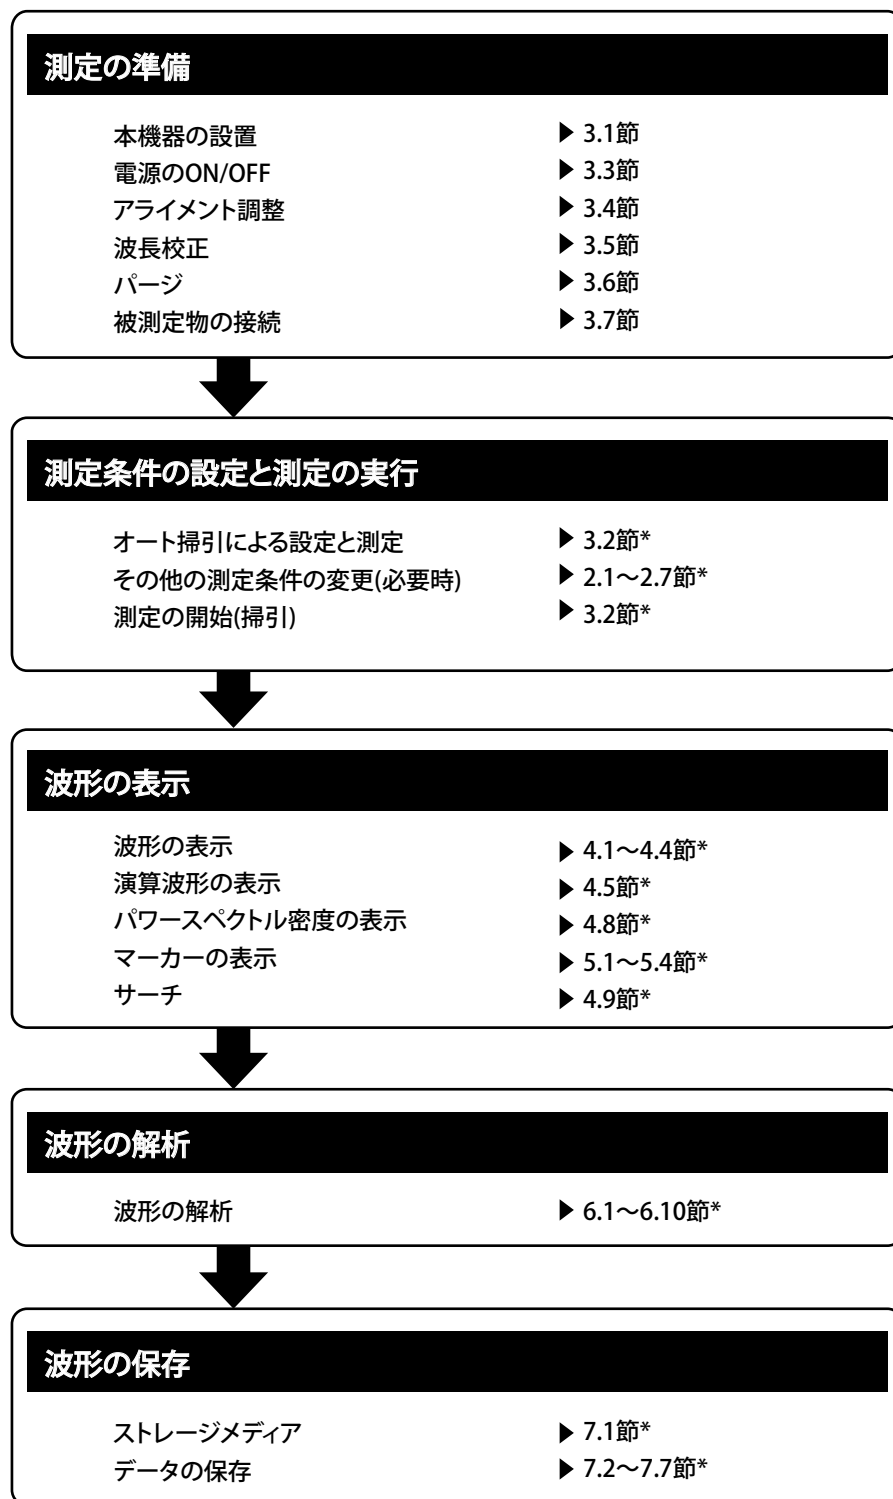 測定の準備
本機器の設置 ▶ 3.1節
電源のON/OFF ▶ 3.3節
アライメント調整 ▶ 3.4節
波長校正 ▶ 3.5節
パージ ▶ 3.6節
被測定物の接続 ▶ 3.7節
測定条件の設定と測定の実行
オート掃引による設定と測定 ▶ 3.2節*
その他の測定条件の変更(必要時) ▶ 2.1～2.7節*
測定の開始(掃引) ▶ 3.2節*
波形の表示
波形の表示 ▶ 4.1～4.4節*
演算波形の表示 ▶ 4.5節*
パワースペクトル密度の表示 ▶ 4.8節*
マーカーの表示 ▶ 5.1～5.4節*
サーチ ▶ 4.9節*
波形の解析
波形の解析 ▶ 6.1～6.10節*
波形の保存
ストレージメディア ▶ 7.1節*
データの保存 ▶ 7.2～7.7節*